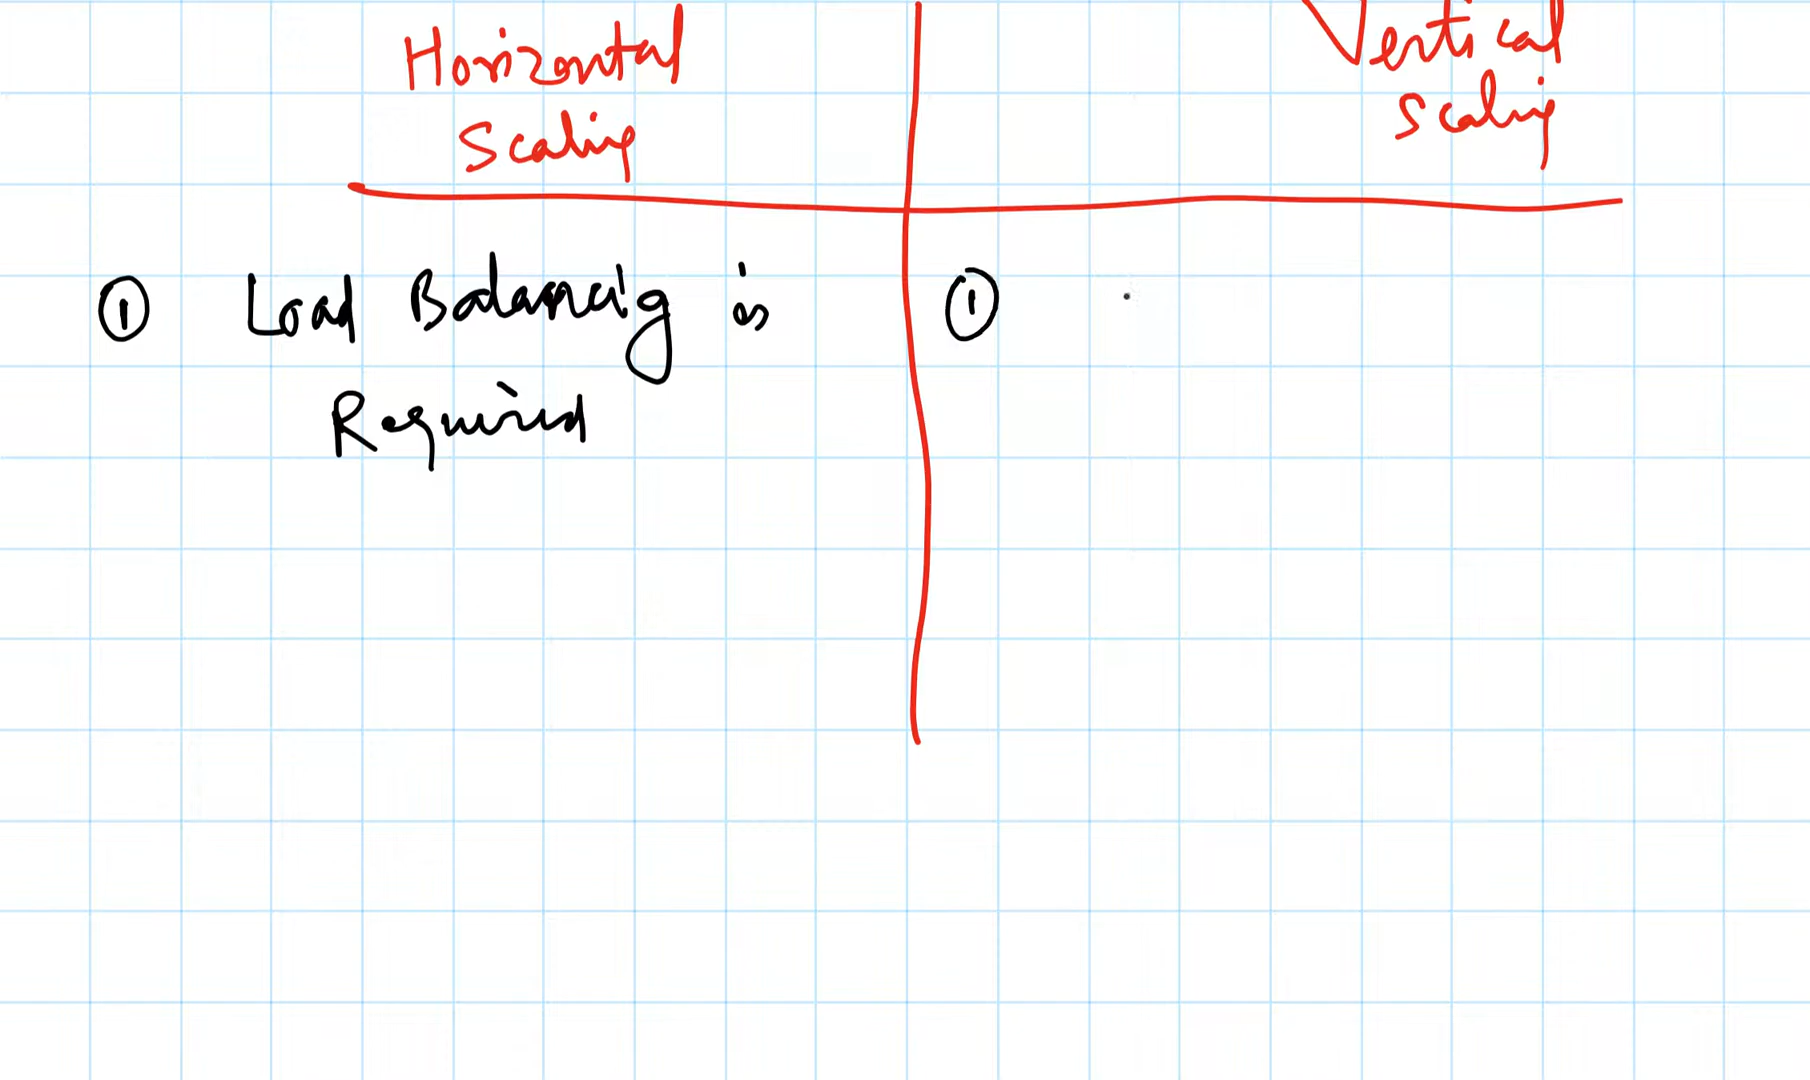 Horizontal
Scaling
Vertical
Scaling
① Load Balancing is
Required
①